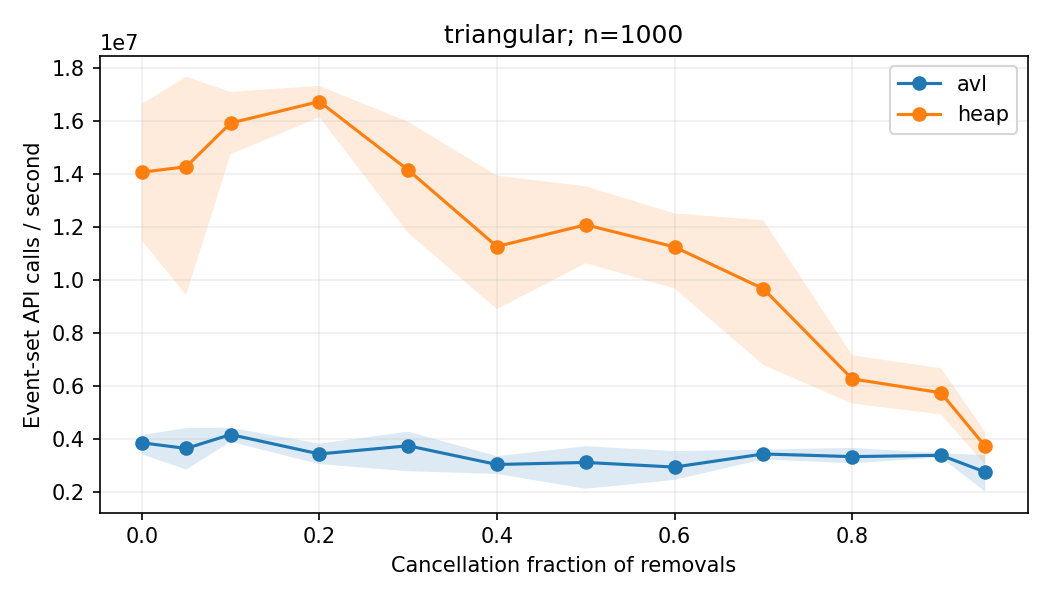 triangular; n=1000
1e7
1.8
1.6
1.4
1.2
1.0
0.8
0.6
0.4
0.2
Event-set API calls / second
avl
heap
0.0 0.2 0.4 0.6 0.8
Cancellation fraction of removals